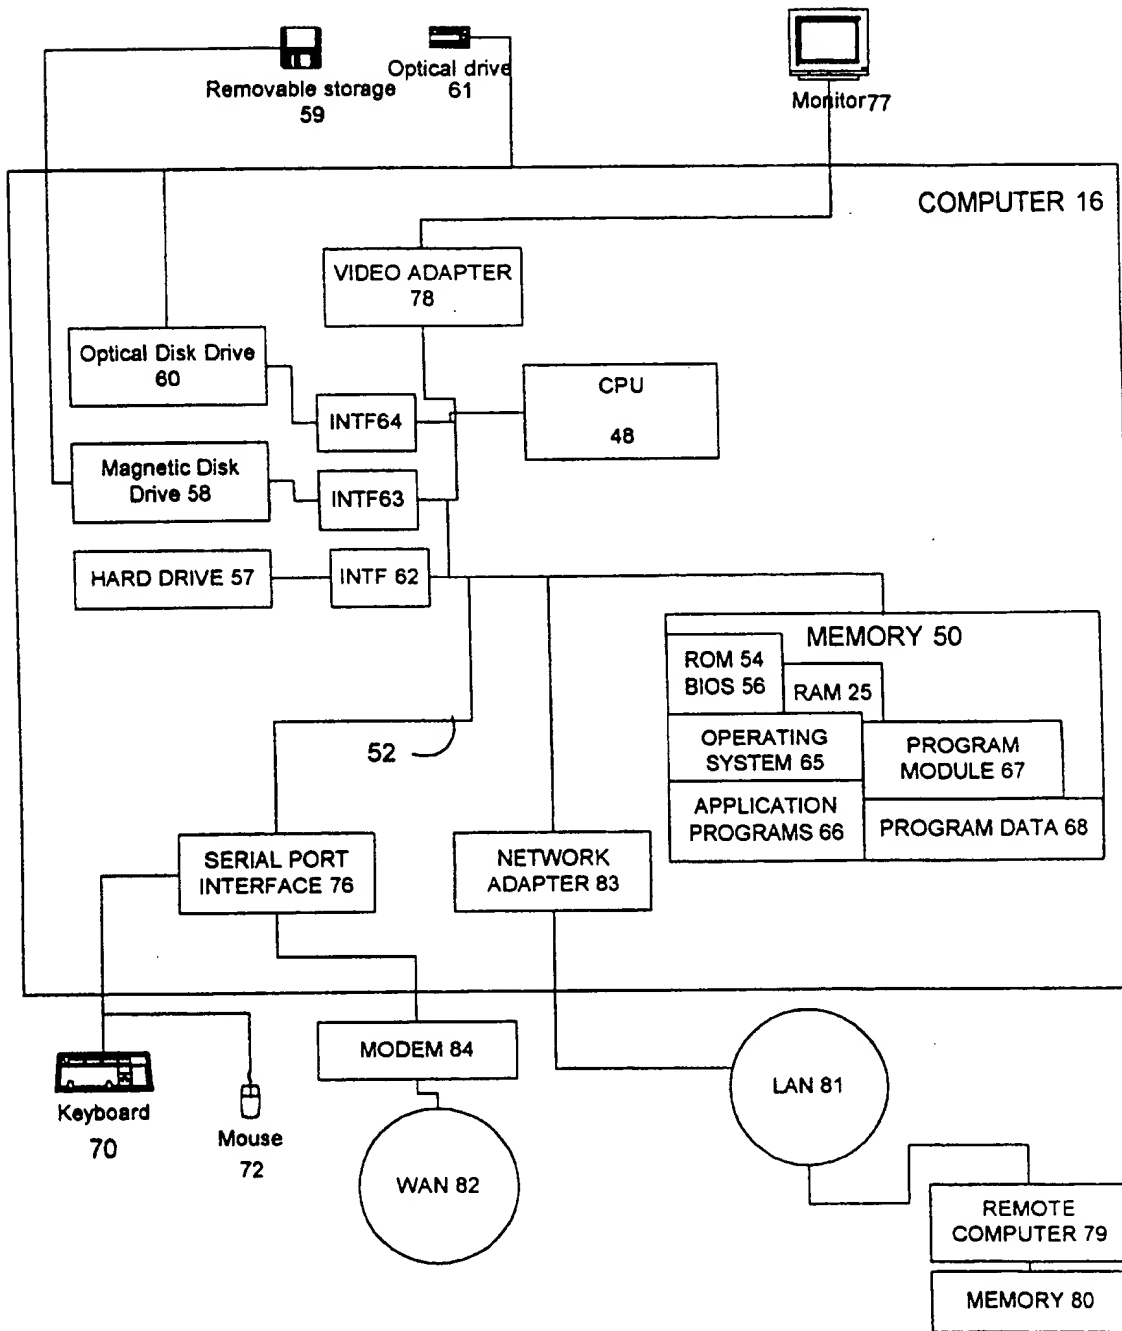 Removable storage
59
Optical drive
61
Monitor 77
COMPUTER 16
VIDEO ADAPTER
78
Optical Disk Drive
60
INTF64
CPU
48
Magnetic Disk
Drive 58
INTF63
HARD DRIVE 57
INTF 62
MEMORY 50
ROM 54
BIOS 56
RAM 25
OPERATING
SYSTEM 65
PROGRAM
MODULE 67
APPLICATION
PROGRAMS 66
PROGRAM DATA 68
52
SERIAL PORT
INTERFACE 76
NETWORK
ADAPTER 83
MODEM 84
LAN 81
Keyboard
70
Mouse
72
WAN 82
REMOTE
COMPUTER 79
MEMORY 80